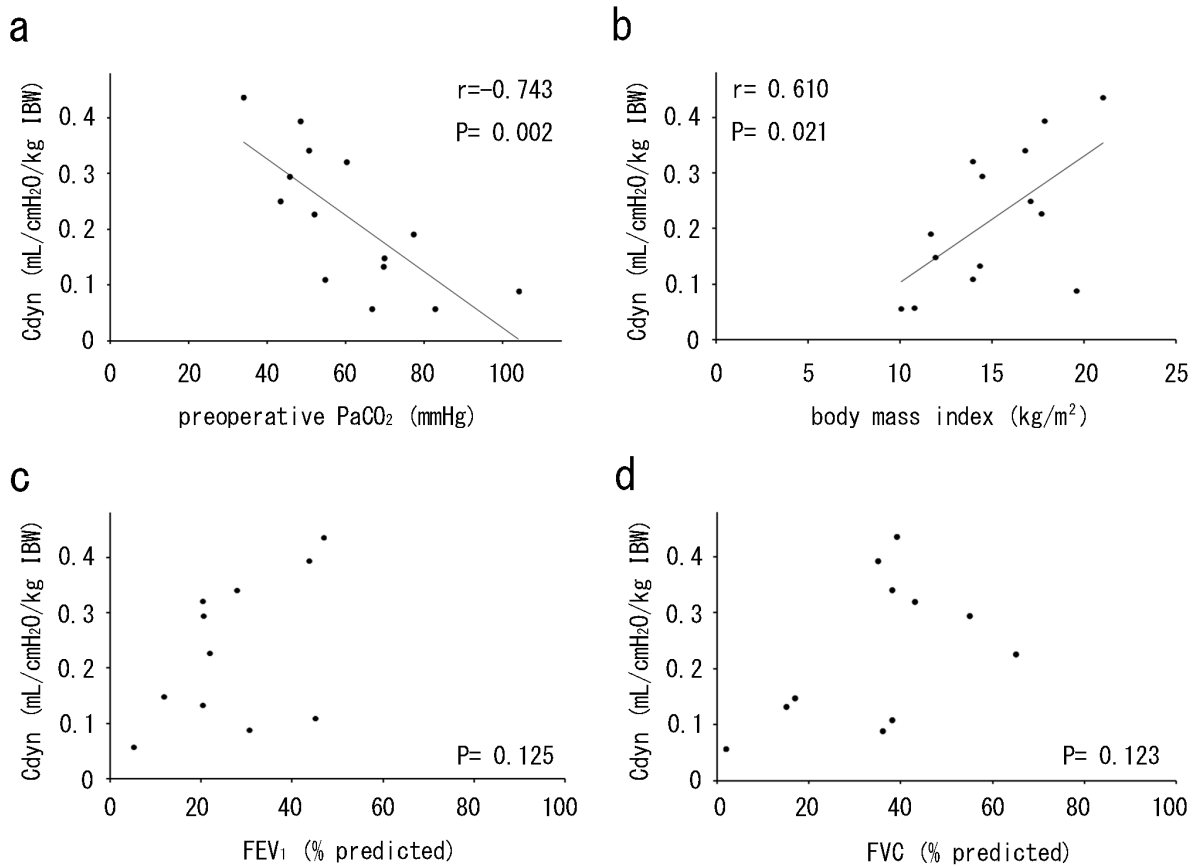 a
r=-0.743
P= 0.002
Cdyn (mL/cmH₂O/kg IBW)
0.4
0.3
0.2
0.1
0
0 20 40 60 80 100
preoperative PaCO₂ (mmHg)
b
r= 0.610
P= 0.021
Cdyn (mL/cmH₂O/kg IBW)
0.4
0.3
0.2
0.1
0
0 5 10 15 20 25
body mass index (kg/m²)
c
Cdyn (mL/cmH₂O/kg IBW)
0.4
0.3
0.2
0.1
0
P= 0.125
0 20 40 60 80 100
FEV₁ (% predicted)
d
Cdyn (mL/cmH₂O/kg IBW)
0.4
0.3
0.2
0.1
0
P= 0.123
0 20 40 60 80 100
FVC (% predicted)